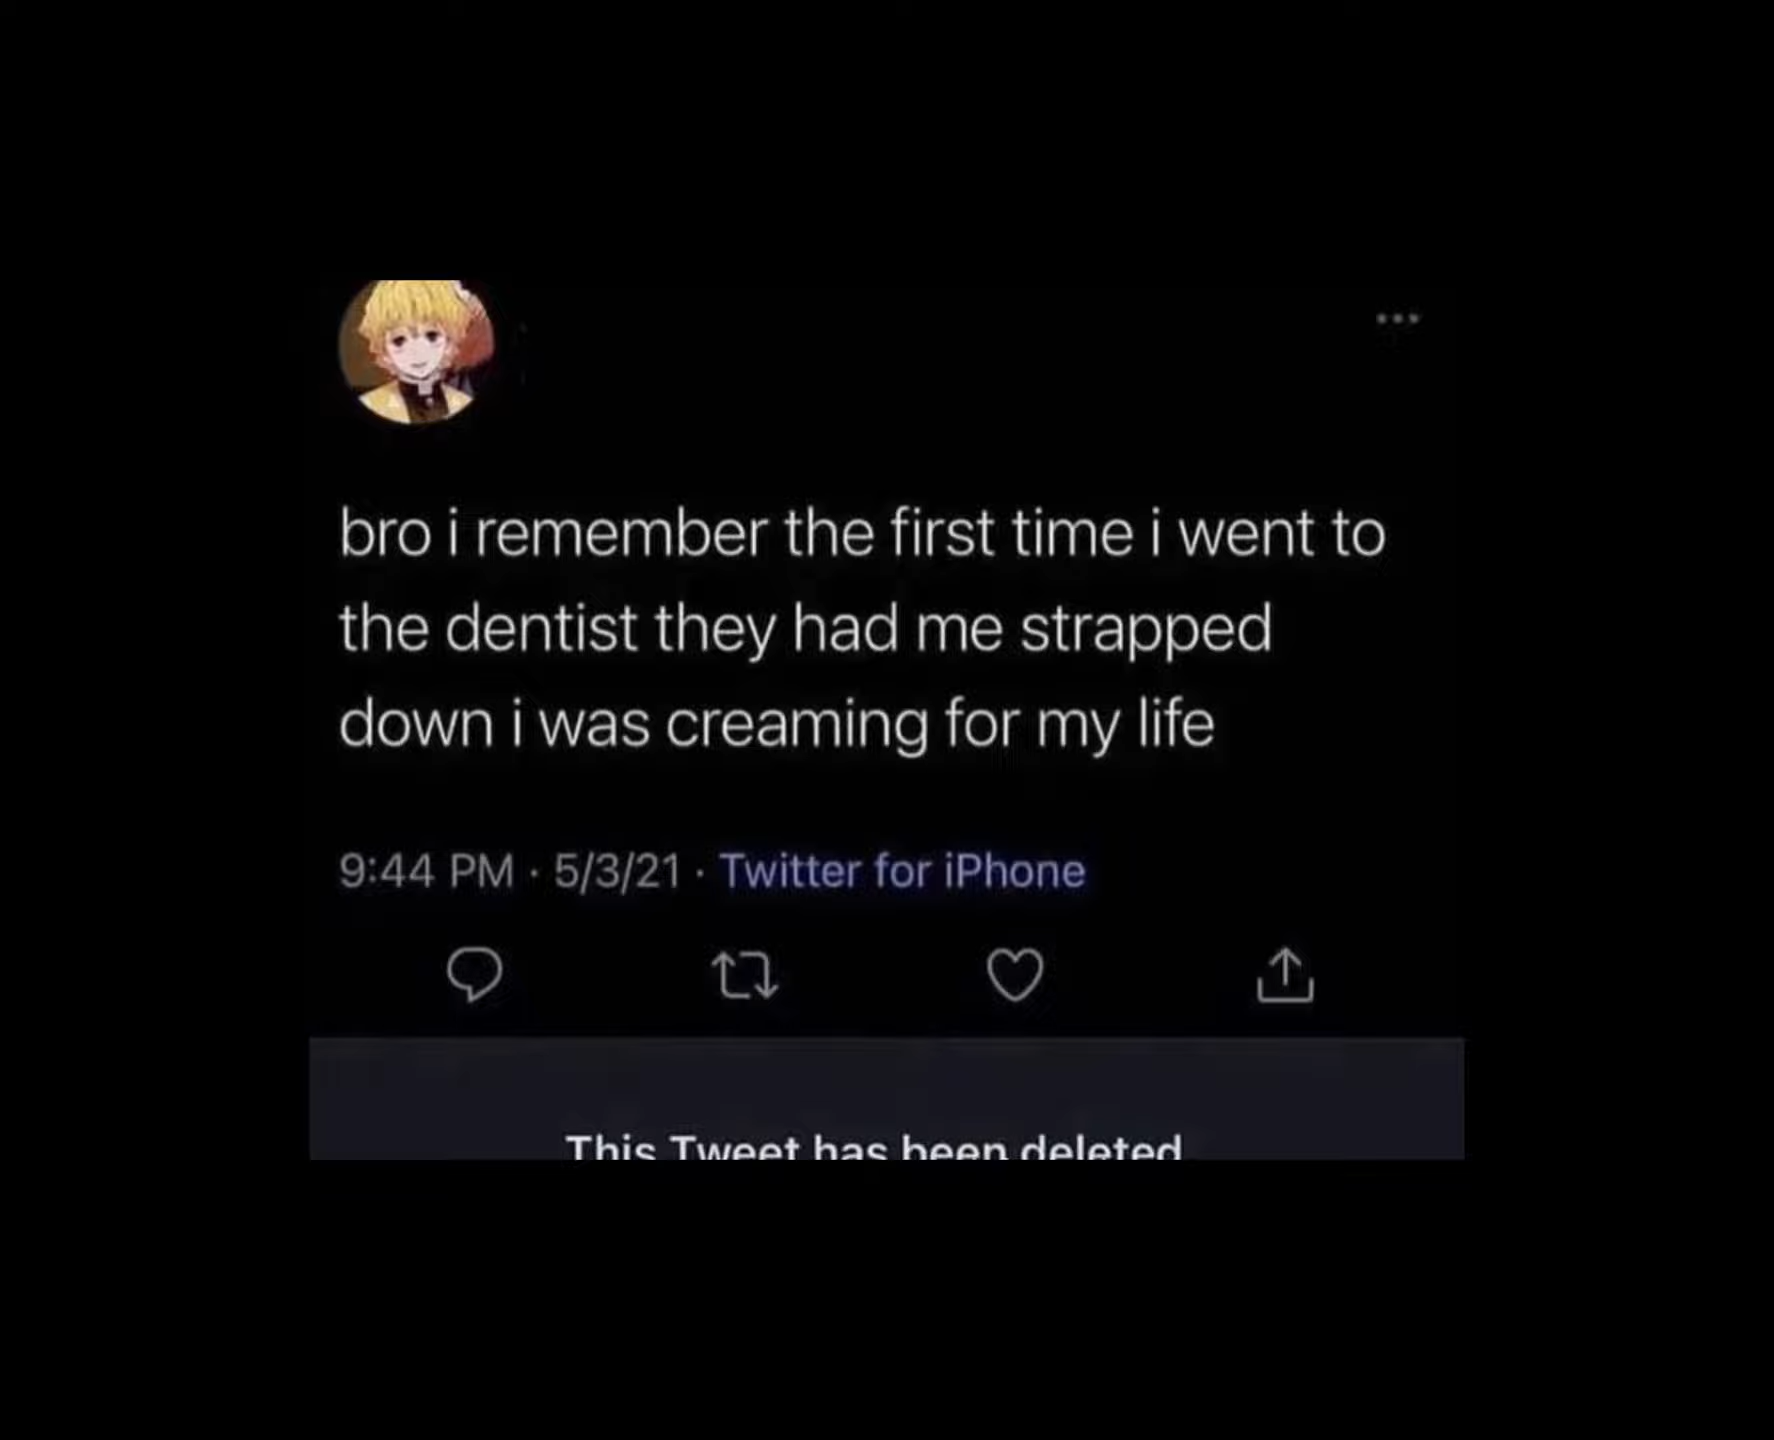 bro i remember the first time i went to
the dentist they had me strapped
down i was creaming for my life
9:44 PM · 5/3/21 · Twitter for iPhone
This Tweet has been deleted